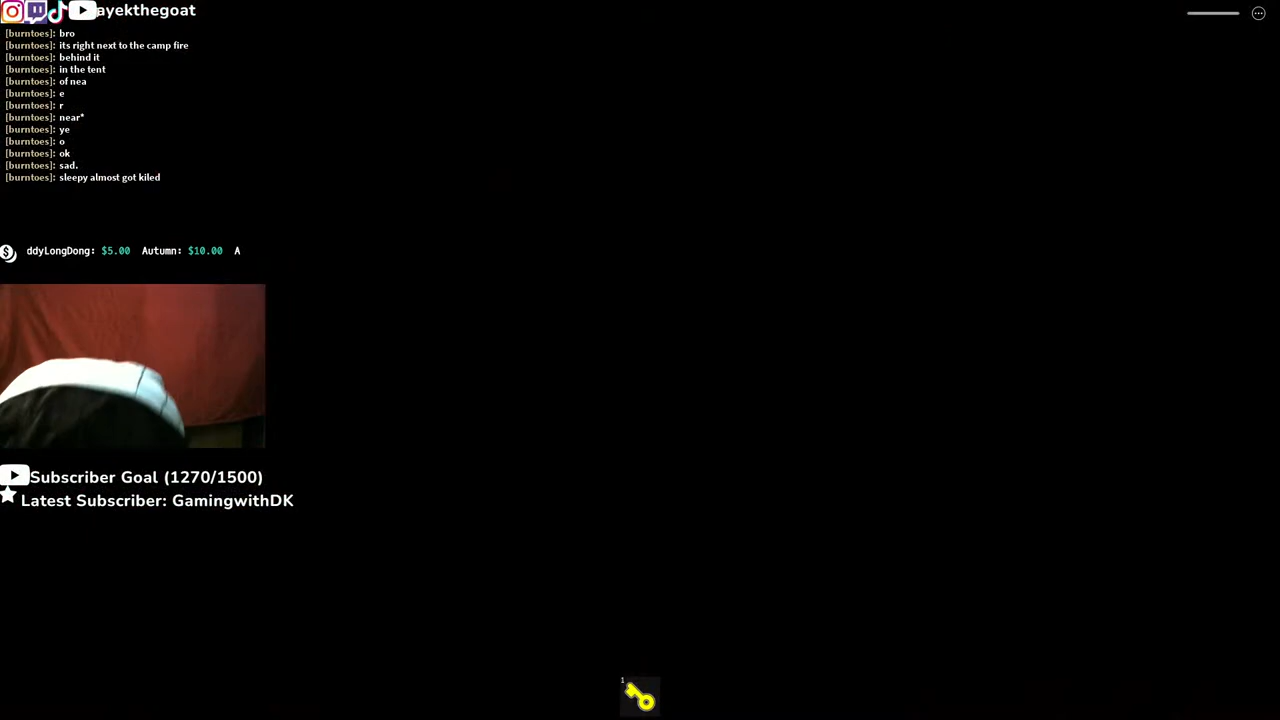 ayekthegoat
[burntoes]: bro
[burntoes]: its right next to the camp fire
[burntoes]: behind it
[burntoes]: in the tent
[burntoes]: of nea
[burntoes]: e
[burntoes]: r
[burntoes]: near*
[burntoes]: ye
[burntoes]: o
[burntoes]: ok
[burntoes]: sad.
[burntoes]: sleepy almost got kiled
ddyLongDong: $5.00 Autumn: $10.00 A
Subscriber Goal (1270/1500)
Latest Subscriber: GamingwithDK
1